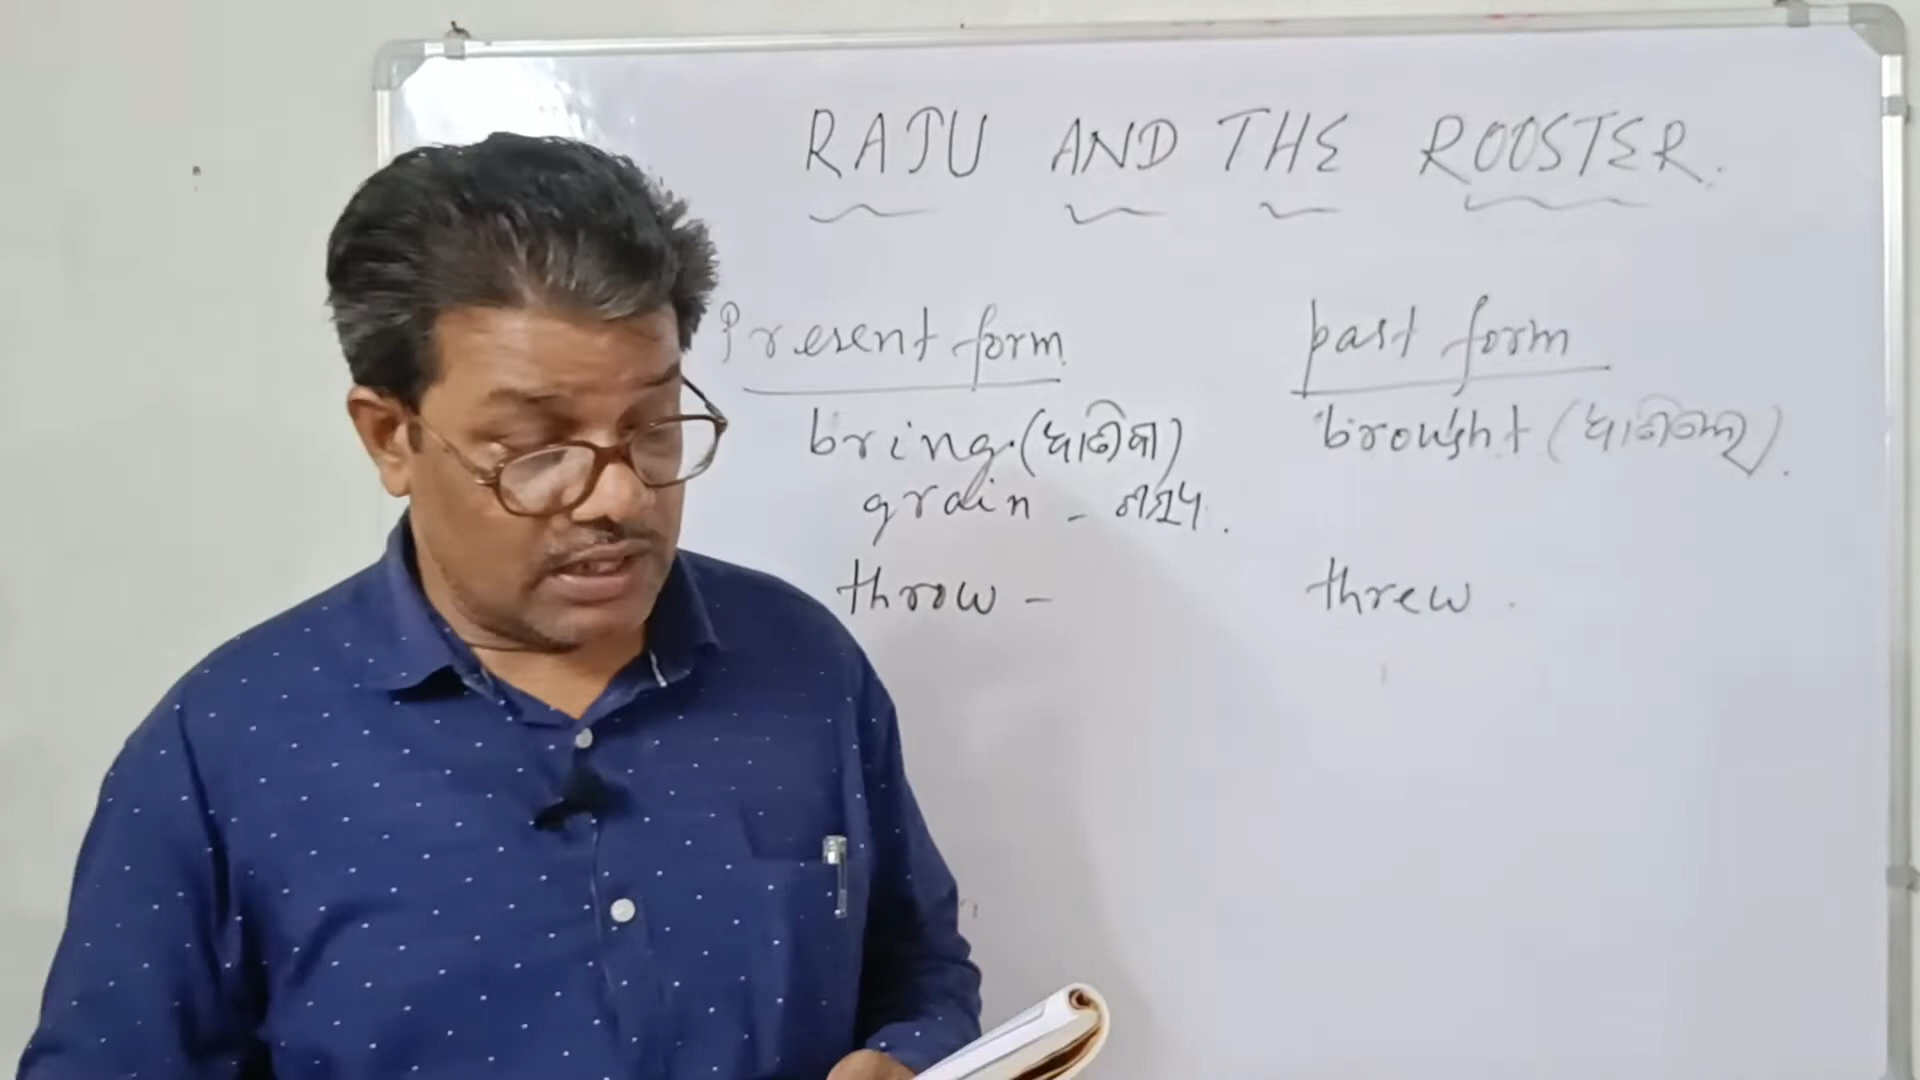 RAJU AND THE ROOSTER.
Present form past form
bring (ଆଣିବା) brought (ଆଣିଲେ)
grain - ଶସ୍ୟ.
throw - threw.